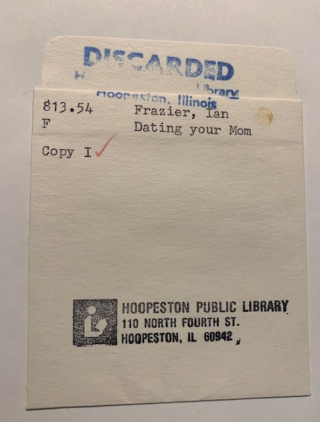 DISCARDED
H Library
Hoopeston, Illinois
813.54 Frazier, Ian
F Dating your Mom
Copy I
HOOPESTON PUBLIC LIBRARY
110 NORTH FOURTH ST.
HOOPESTON, IL 60942